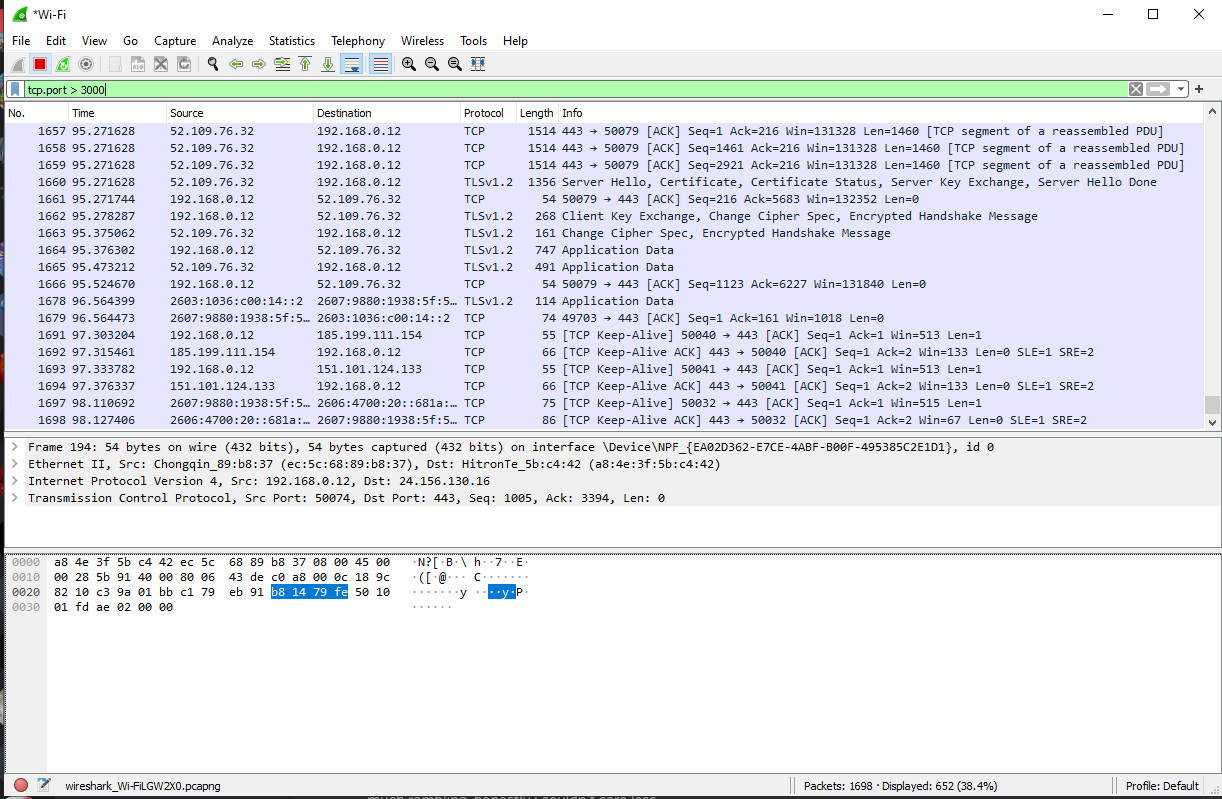 *Wi-Fi
File Edit View Go Capture Analyze Statistics Telephony Wireless Tools Help
tcp.port > 3000
No. Time Source Destination Protocol Length Info
1657 95.271628 52.109.76.32 192.168.0.12 TCP 1514 443 → 50079 [ACK] Seq=1 Ack=216 Win=131328 Len=1460 [TCP segment of a reassembled PDU]
1658 95.271628 52.109.76.32 192.168.0.12 TCP 1514 443 → 50079 [ACK] Seq=1461 Ack=216 Win=131328 Len=1460 [TCP segment of a reassembled PDU]
1659 95.271628 52.109.76.32 192.168.0.12 TCP 1514 443 → 50079 [ACK] Seq=2921 Ack=216 Win=131328 Len=1460 [TCP segment of a reassembled PDU]
1660 95.271628 52.109.76.32 192.168.0.12 TLSv1.2 1356 Server Hello, Certificate, Certificate Status, Server Key Exchange, Server Hello Done
1661 95.271744 192.168.0.12 52.109.76.32 TCP 54 50079 → 443 [ACK] Seq=216 Ack=5683 Win=132352 Len=0
1662 95.278287 192.168.0.12 52.109.76.32 TLSv1.2 268 Client Key Exchange, Change Cipher Spec, Encrypted Handshake Message
1663 95.375062 52.109.76.32 192.168.0.12 TLSv1.2 161 Change Cipher Spec, Encrypted Handshake Message
1664 95.376302 192.168.0.12 52.109.76.32 TLSv1.2 747 Application Data
1665 95.473212 52.109.76.32 192.168.0.12 TLSv1.2 491 Application Data
1666 95.524670 192.168.0.12 52.109.76.32 TCP 54 50079 → 443 [ACK] Seq=1123 Ack=6227 Win=131840 Len=0
1678 96.564399 2603:1036:c00:14::2 2607:9880:1938:5f:5… TLSv1.2 114 Application Data
1679 96.564473 2607:9880:1938:5f:5… 2603:1036:c00:14::2 TCP 74 49703 → 443 [ACK] Seq=1 Ack=161 Win=1018 Len=0
1691 97.303204 192.168.0.12 185.199.111.154 TCP 55 [TCP Keep-Alive] 50040 → 443 [ACK] Seq=1 Ack=1 Win=513 Len=1
1692 97.315461 185.199.111.154 192.168.0.12 TCP 66 [TCP Keep-Alive ACK] 443 → 50040 [ACK] Seq=1 Ack=2 Win=133 Len=0 SLE=1 SRE=2
1693 97.333782 192.168.0.12 151.101.124.133 TCP 55 [TCP Keep-Alive] 50041 → 443 [ACK] Seq=1 Ack=1 Win=513 Len=1
1694 97.376337 151.101.124.133 192.168.0.12 TCP 66 [TCP Keep-Alive ACK] 443 → 50041 [ACK] Seq=1 Ack=2 Win=133 Len=0 SLE=1 SRE=2
1697 98.110692 2607:9880:1938:5f:5… 2606:4700:20::681a:… TCP 75 [TCP Keep-Alive] 50032 → 443 [ACK] Seq=1 Ack=1 Win=515 Len=1
1698 98.127406 2606:4700:20::681a:… 2607:9880:1938:5f:5… TCP 86 [TCP Keep-Alive ACK] 443 → 50032 [ACK] Seq=1 Ack=2 Win=67 Len=0 SLE=1 SRE=2
Frame 194: 54 bytes on wire (432 bits), 54 bytes captured (432 bits) on interface \Device\NPF_{EA02D362-E7CE-4ABF-B00F-495385C2E1D1}, id 0
Ethernet II, Src: Chongqin_89:b8:37 (ec:5c:68:89:b8:37), Dst: HitronTe_5b:c4:42 (a8:4e:3f:5b:c4:42)
Internet Protocol Version 4, Src: 192.168.0.12, Dst: 24.156.130.16
Transmission Control Protocol, Src Port: 50074, Dst Port: 443, Seq: 1005, Ack: 3394, Len: 0
0000 a8 4e 3f 5b c4 42 ec 5c 68 89 b8 37 08 00 45 00 ·N?[·B·\ h··7··E·
0010 00 28 5b 91 40 00 80 06 43 de c0 a8 00 0c 18 9c ·([·@··· C·······
0020 82 10 c3 9a 01 bb c1 79 eb 91 b8 14 79 fe 50 10 ·······y ····y·P·
0030 01 fd ae 02 00 00 ······
wireshark_Wi-FiLGW2X0.pcapng Packets: 1698 · Displayed: 652 (38.4%) Profile: Default